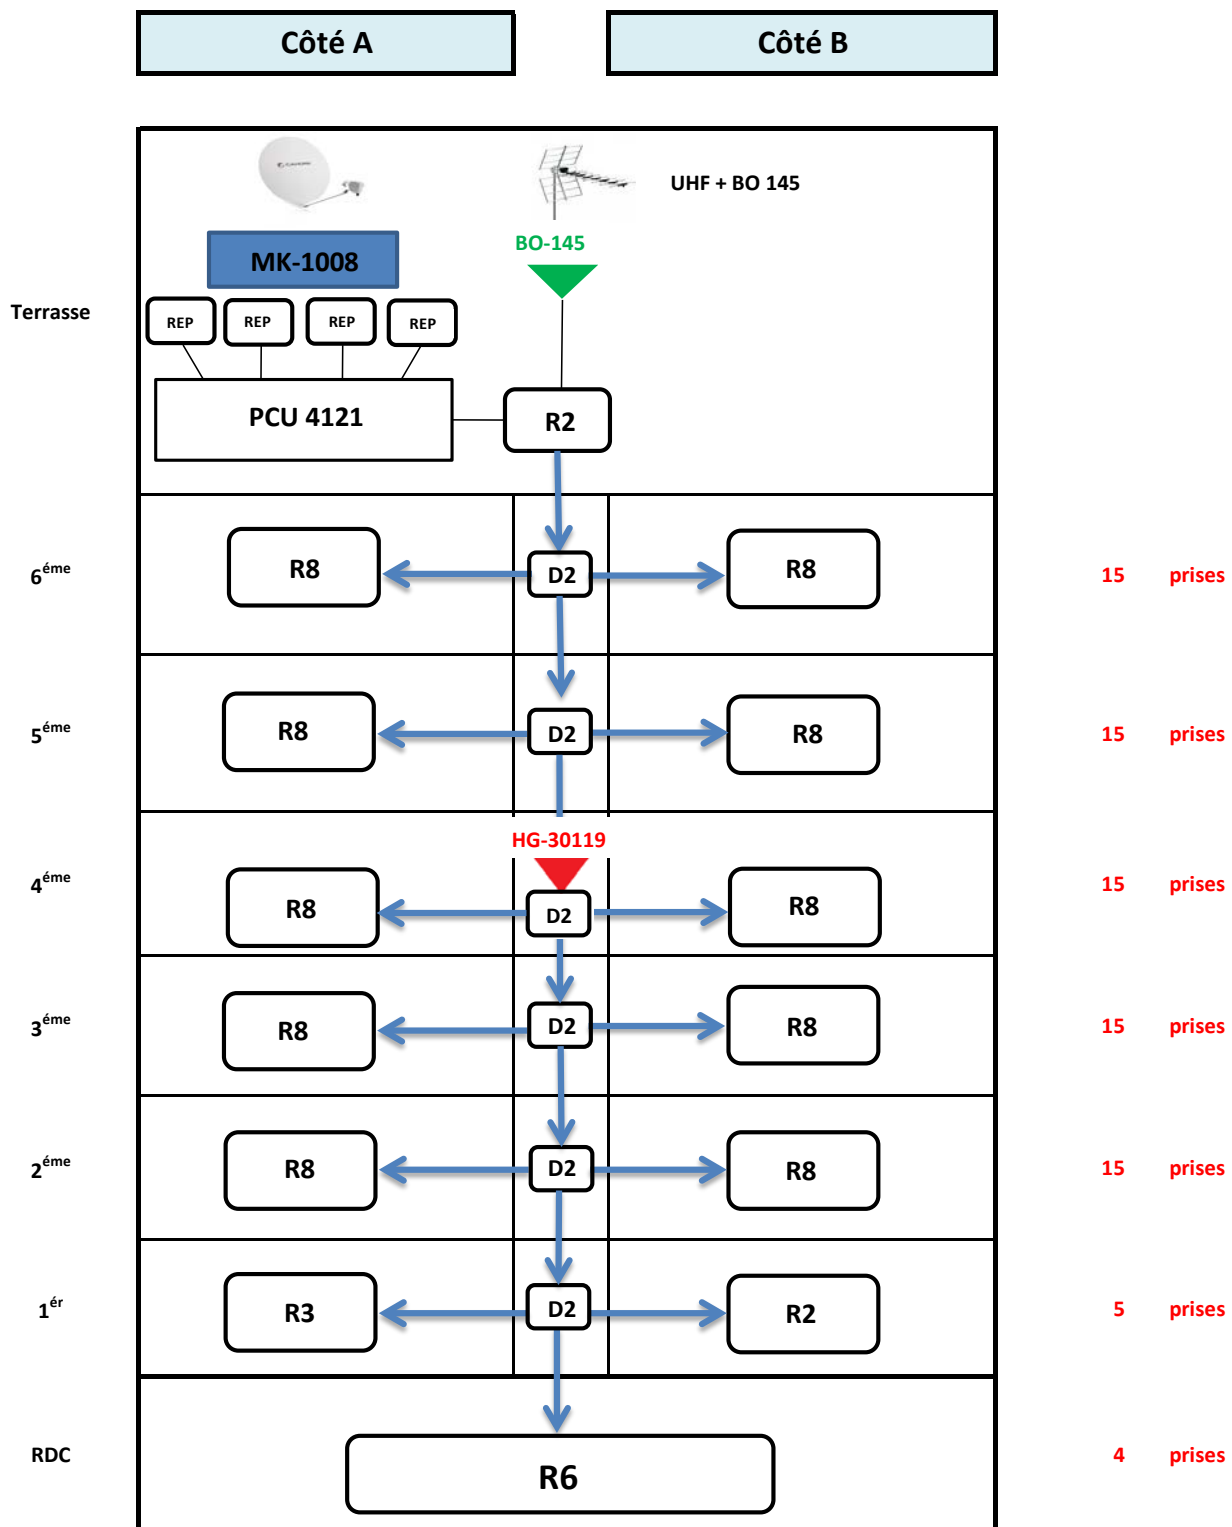 Côté A
Côté B
UHF + BO 145
BO-145
MK-1008
Terrasse
REP
REP
REP
REP
PCU 4121
R2
6éme
R8
D2
R8
15 prises
5éme
R8
D2
R8
15 prises
HG-30119
4éme
R8
D2
R8
15 prises
3éme
R8
D2
R8
15 prises
2éme
R8
D2
R8
15 prises
1ér
R3
D2
R2
5 prises
RDC
R6
4 prises